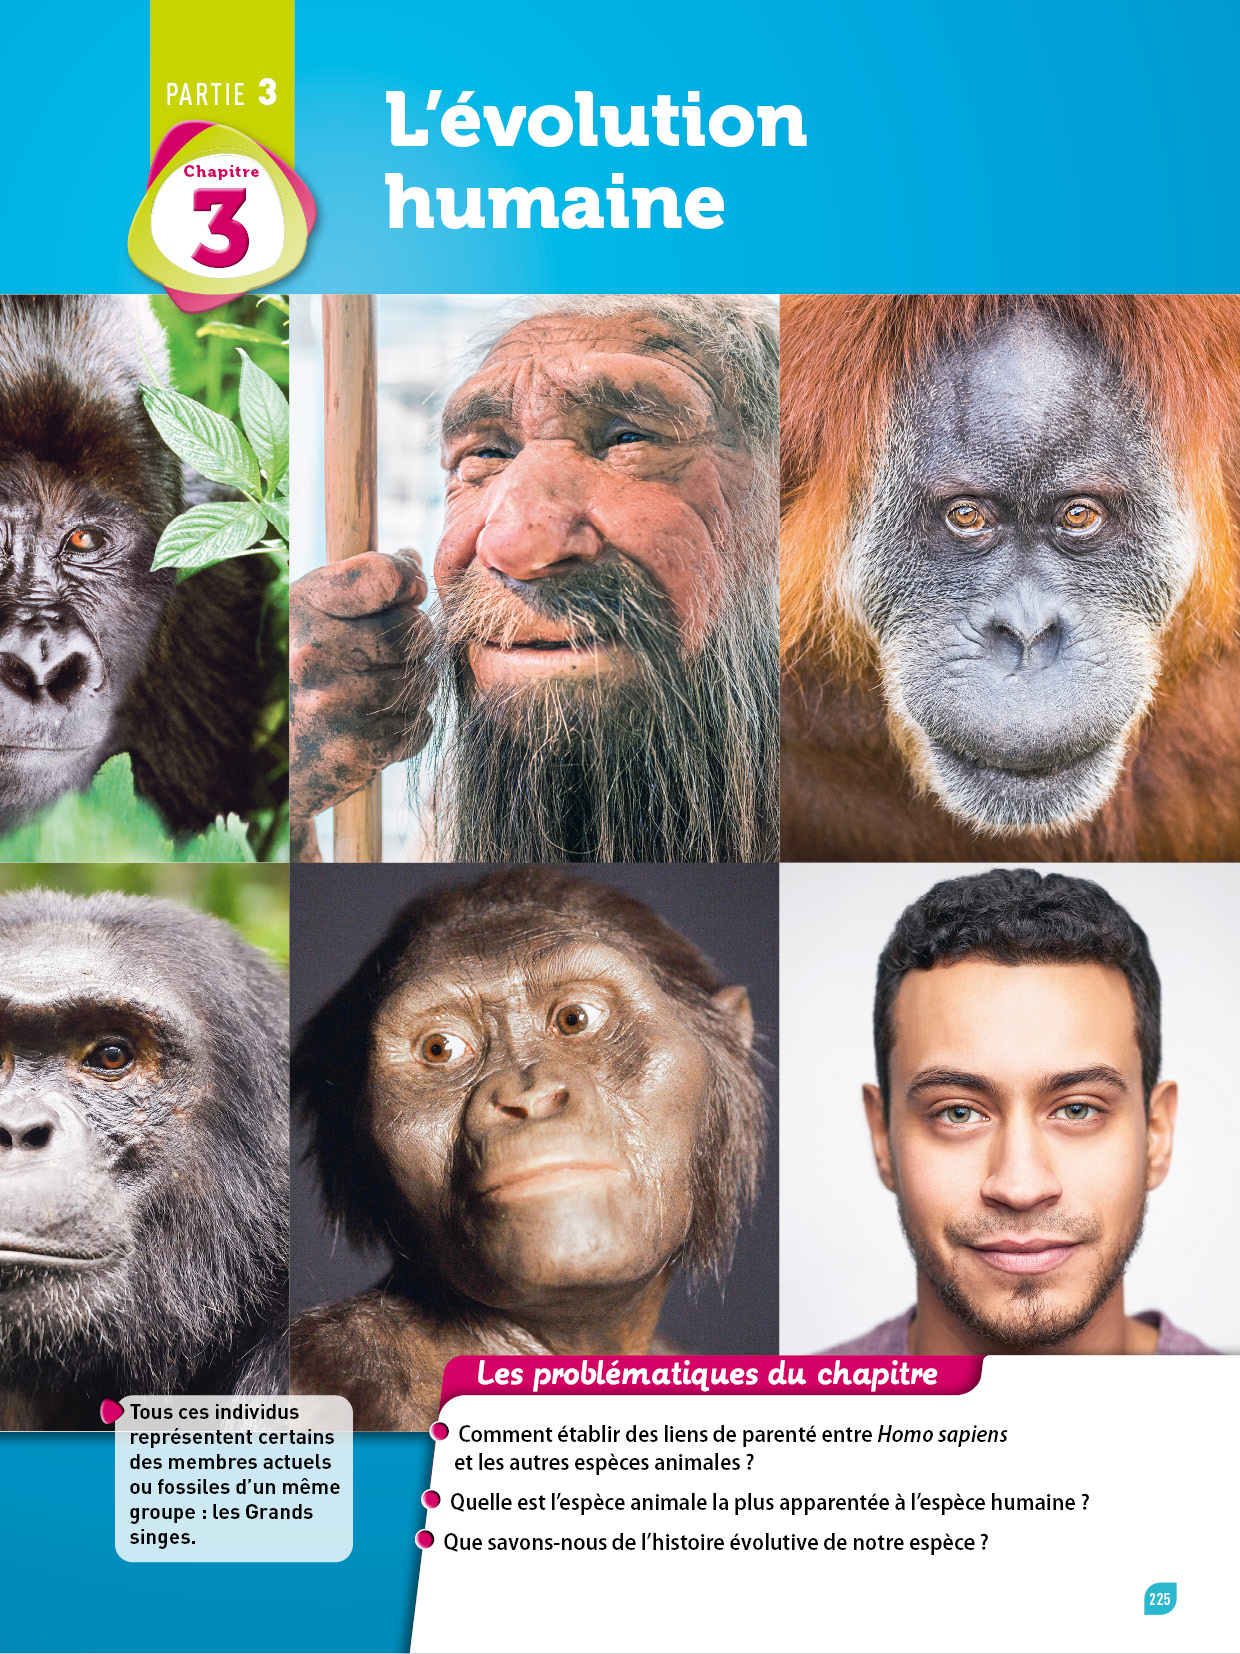 PARTIE 3
Chapitre
3
L’évolution
humaine
Les problématiques du chapitre
Tous ces individus
représentent certains
des membres actuels
ou fossiles d’un même
groupe : les Grands
singes.
Comment établir des liens de parenté entre Homo sapiens
et les autres espèces animales ?
Quelle est l’espèce animale la plus apparentée à l’espèce humaine ?
Que savons-nous de l’histoire évolutive de notre espèce ?
225